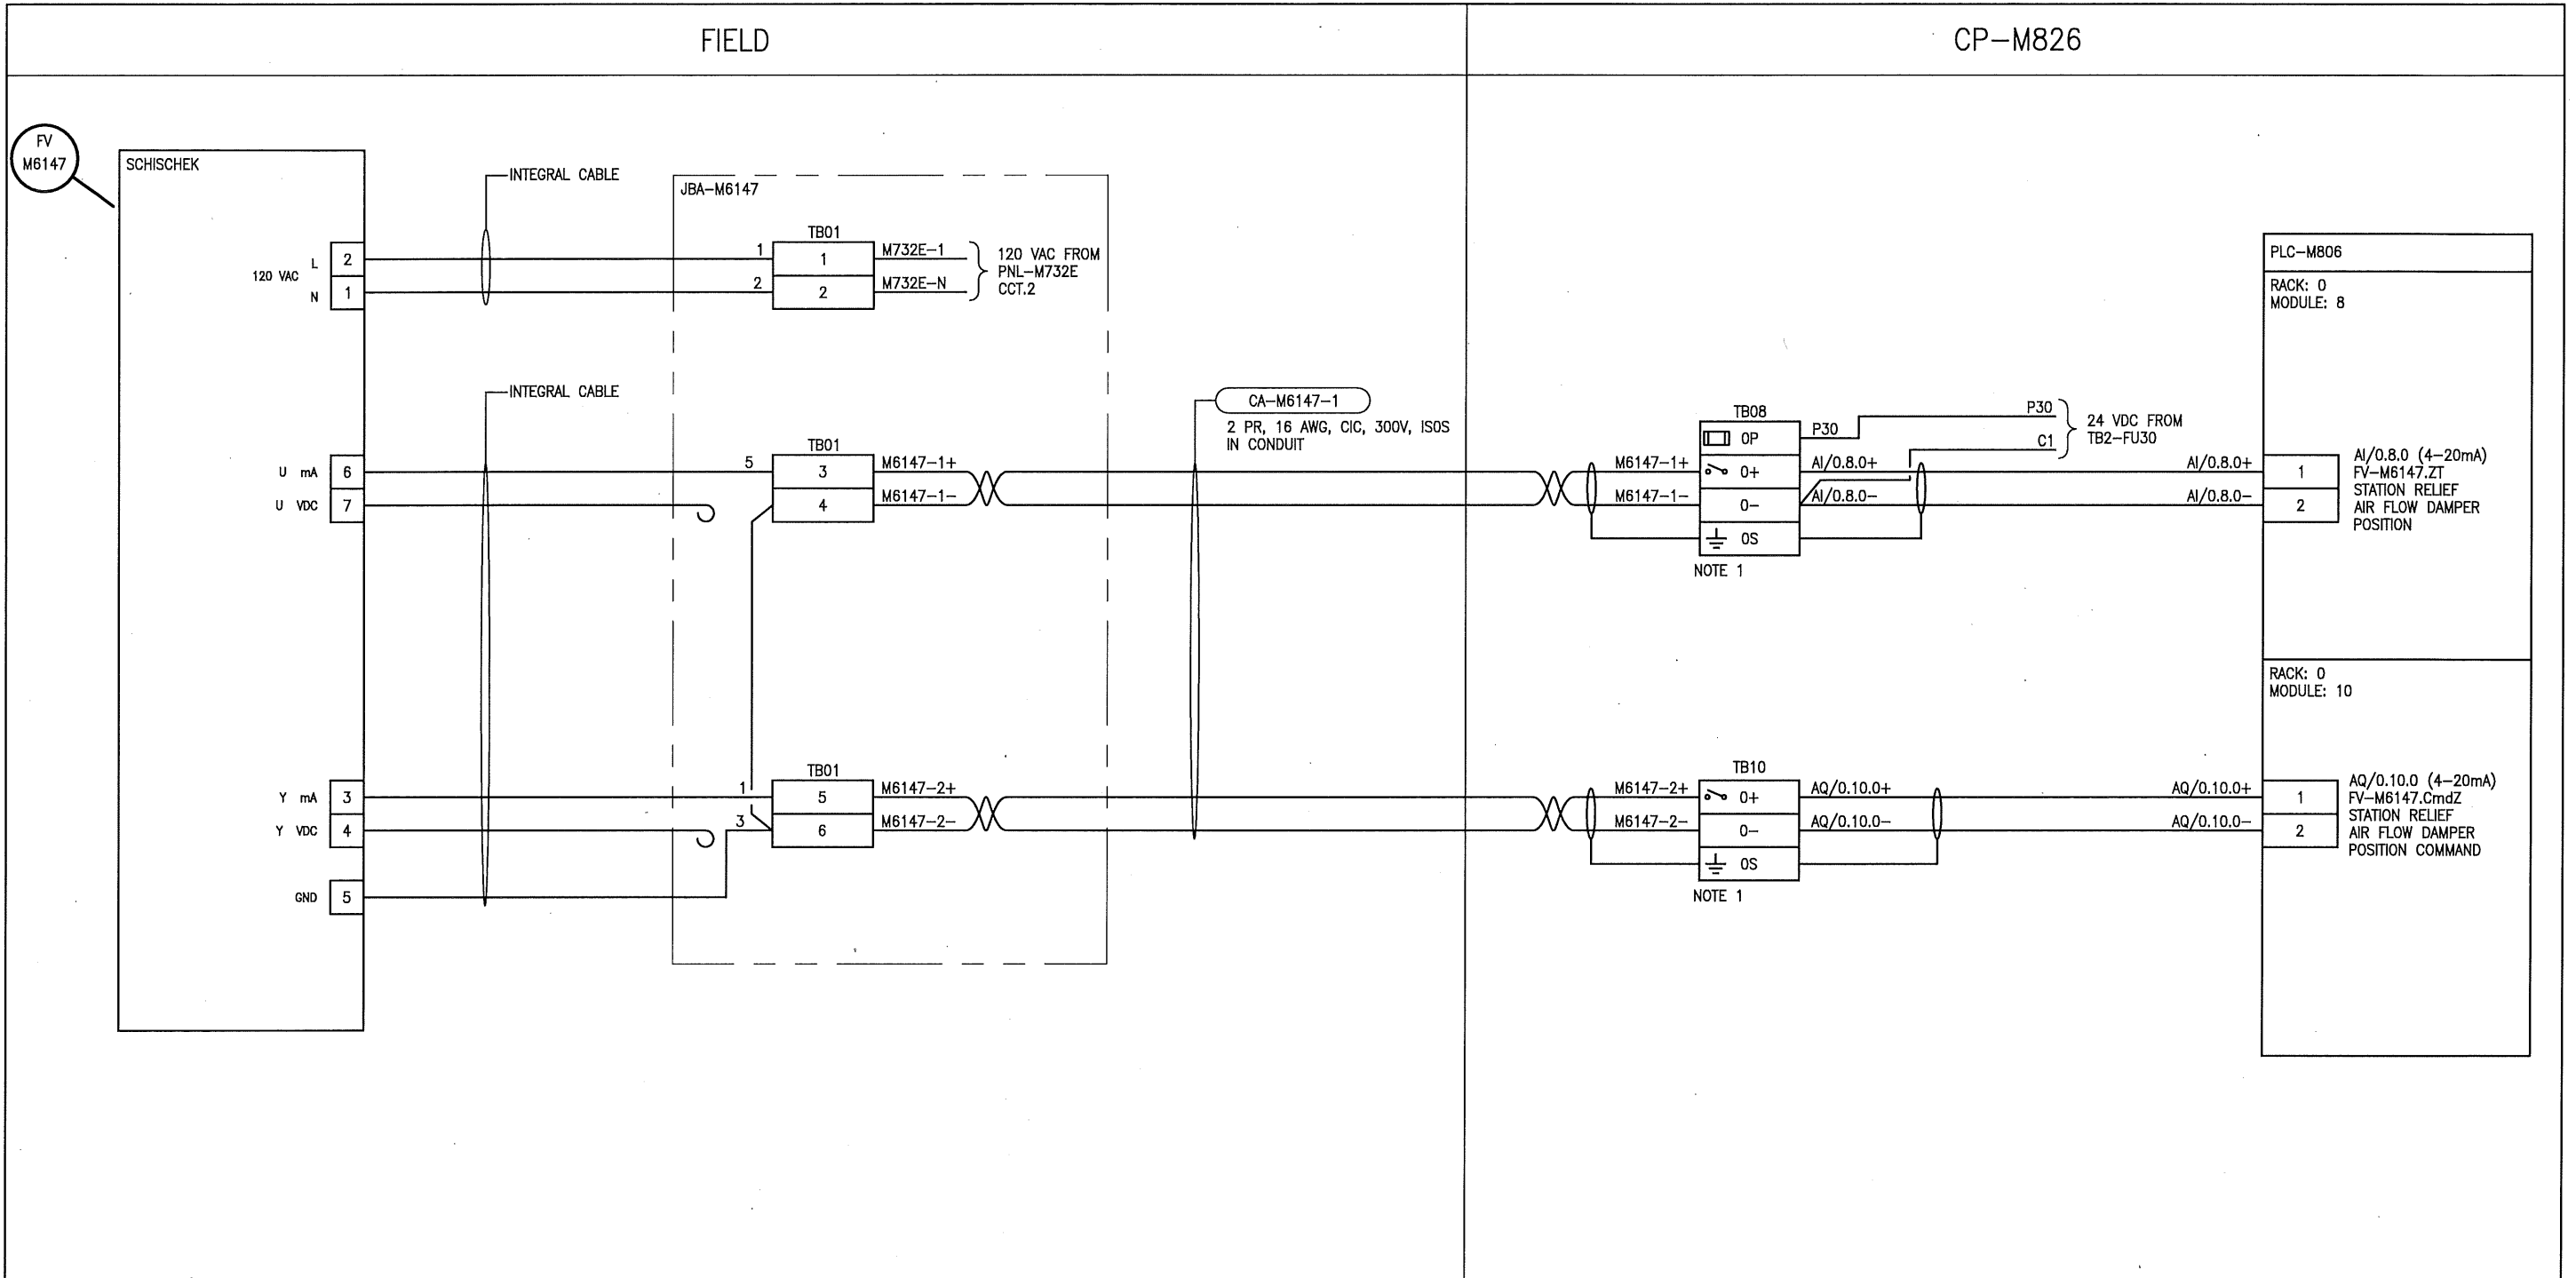 FIELD
CP-M826
FV
M6147
SCHISCHEK
INTEGRAL CABLE
JBA-M6147
120 VAC
L
2
N
1
1
2
TB01
1
2
M732E-1
M732E-N
120 VAC FROM
PNL-M732E
CCT.2
INTEGRAL CABLE
U mA
6
U VDC
7
5
TB01
3
4
M6147-1+
M6147-1-
CA-M6147-1
2 PR, 16 AWG, CIC, 300V, ISOS
IN CONDUIT
M6147-1+
M6147-1-
TB08
0P
0+
0-
0S
NOTE 1
P30
AI/0.8.0+
AI/0.8.0-
P30
C1
24 VDC FROM
TB2-FU30
AI/0.8.0+
AI/0.8.0-
PLC-M806
RACK: 0
MODULE: 8
1
2
AI/0.8.0 (4-20mA)
FV-M6147.ZT
STATION RELIEF
AIR FLOW DAMPER
POSITION
Y mA
3
Y VDC
4
GND
5
1
3
TB01
5
6
M6147-2+
M6147-2-
M6147-2+
M6147-2-
TB10
0+
0-
0S
NOTE 1
AQ/0.10.0+
AQ/0.10.0-
AQ/0.10.0+
AQ/0.10.0-
RACK: 0
MODULE: 10
1
2
AQ/0.10.0 (4-20mA)
FV-M6147.CmdZ
STATION RELIEF
AIR FLOW DAMPER
POSITION COMMAND